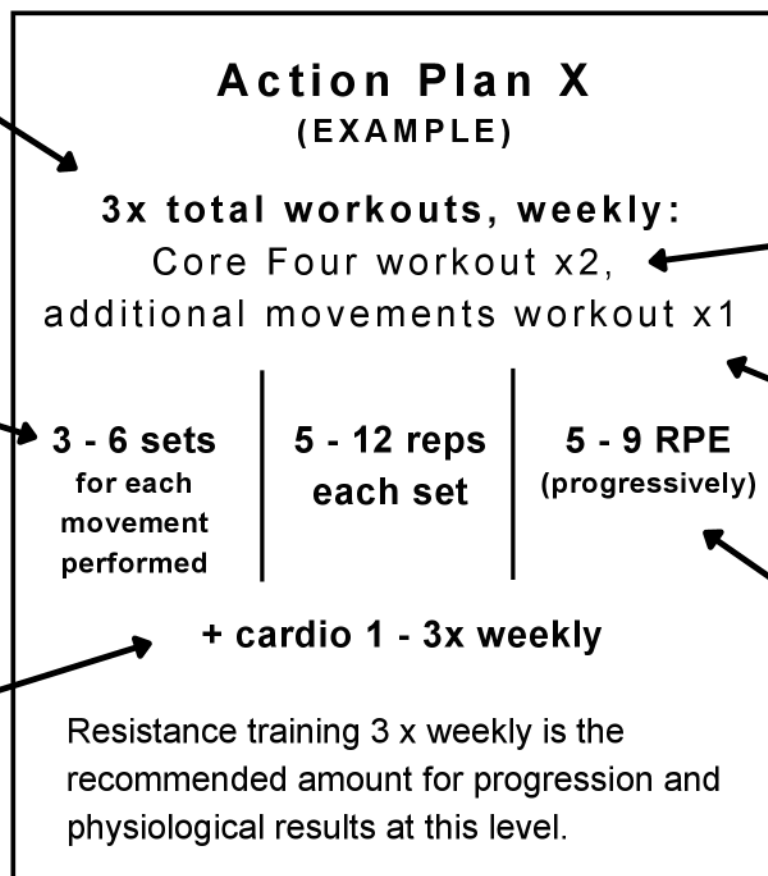 Action Plan X
(EXAMPLE)
3x total workouts, weekly:
Core Four workout x2,
additional movements workout x1
3 - 6 sets
for each
movement
performed
5 - 12 reps
each set
5 - 9 RPE
(progressively)
+ cardio 1 - 3x weekly
Resistance training 3 x weekly is the
recommended amount for progression and
physiological results at this level.